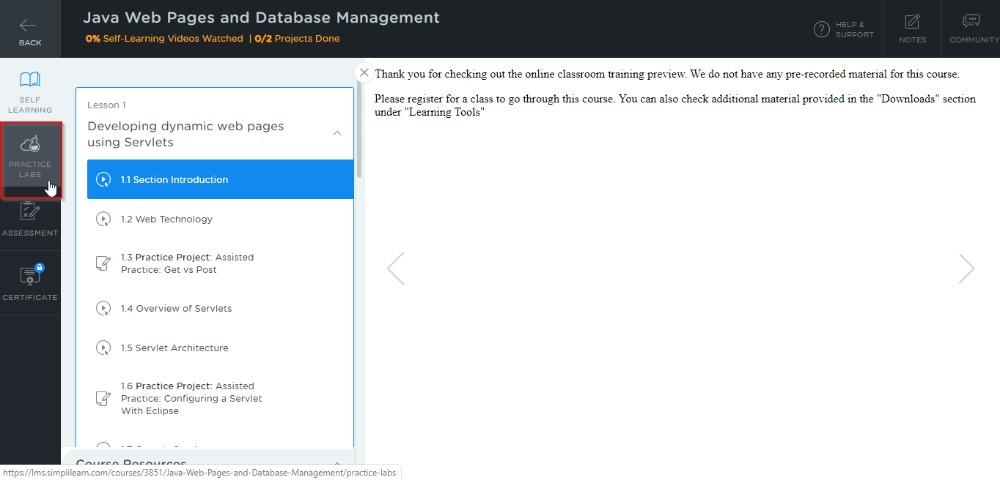 BACK
Java Web Pages and Database Management
0% Self-Learning Videos Watched | 0/2 Projects Done
HELP &
SUPPORT
NOTES
COMMUNITY
SELF
LEARNING
PRACTICE
LABS
ASSESSMENT
CERTIFICATE
Lesson 1
Developing dynamic web pages
using Servlets
1.1 Section Introduction
1.2 Web Technology
1.3 Practice Project: Assisted
Practice: Get vs Post
1.4 Overview of Servlets
1.5 Servlet Architecture
1.6 Practice Project: Assisted
Practice: Configuring a Servlet
With Eclipse
Course Resources
Thank you for checking out the online classroom training preview. We do not have any pre-recorded material for this course.
Please register for a class to go through this course. You can also check additional material provided in the "Downloads" section
under "Learning Tools"
https://lms.simplilearn.com/courses/3851/Java-Web-Pages-and-Database-Management/practice-labs